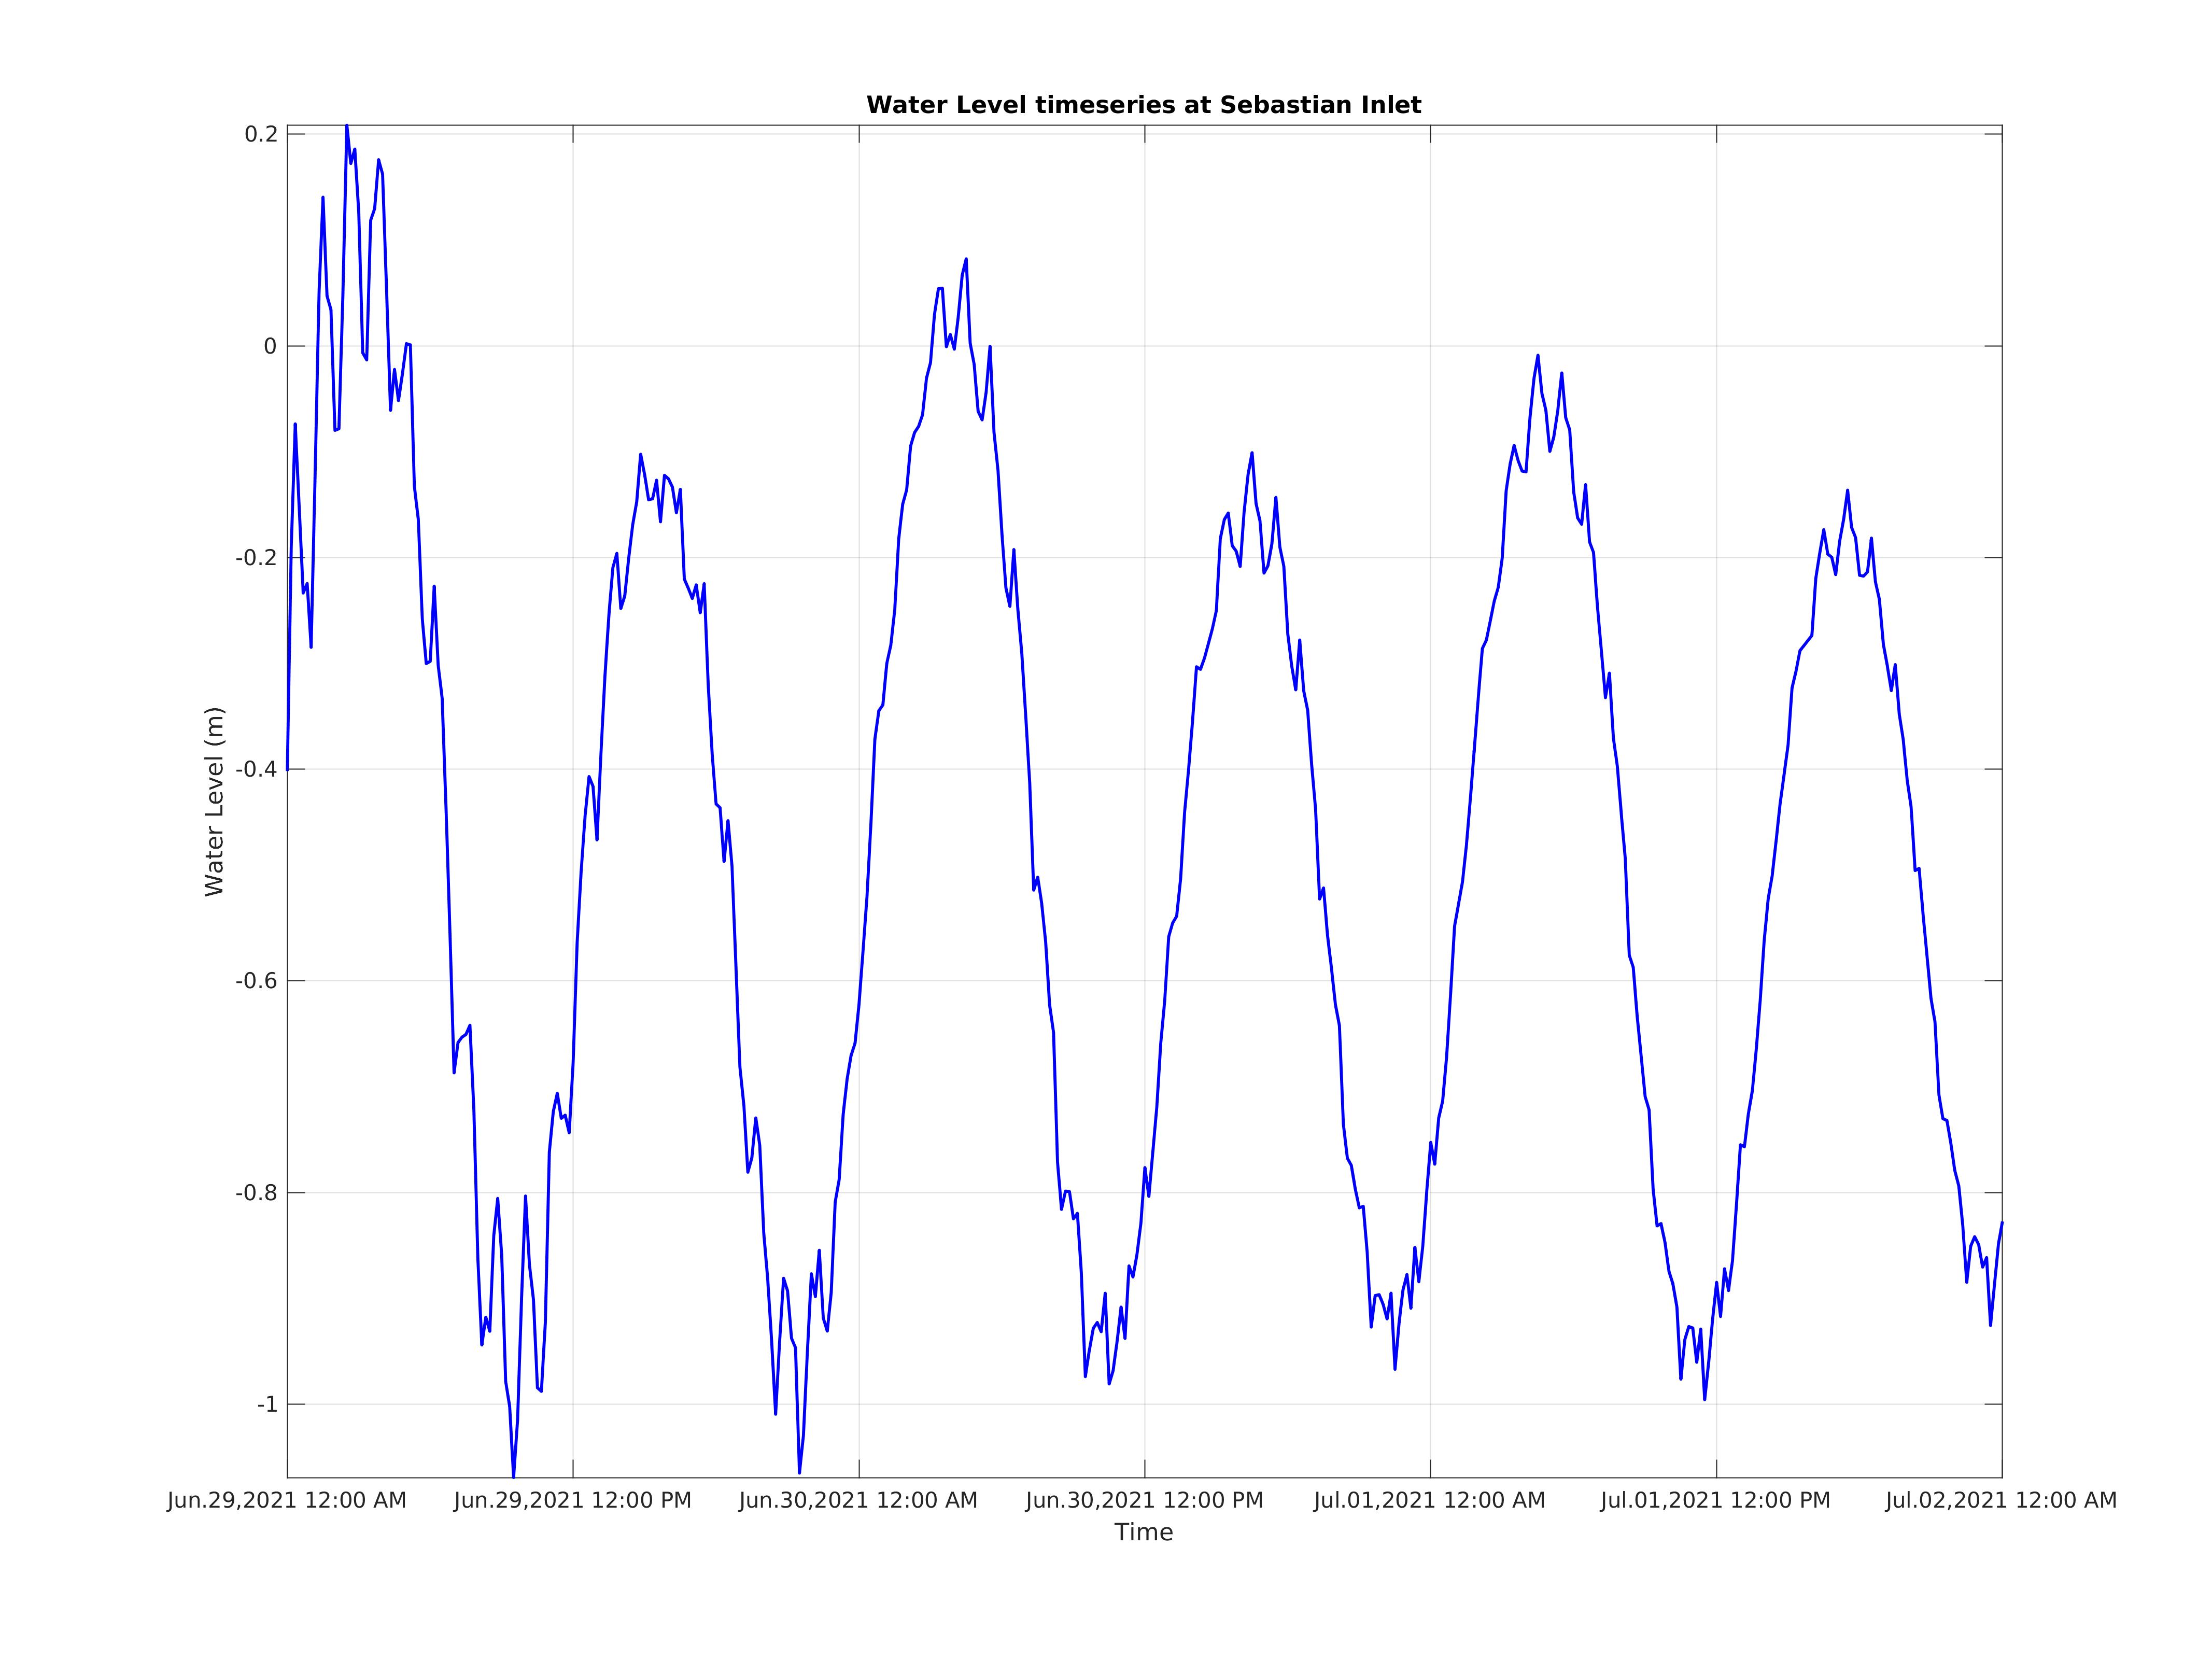 Water Level timeseries at Sebastian Inlet
0.2
0
-0.2
-0.4
-0.6
-0.8
-1
Water Level (m)
Jun.29,2021 12:00 AM Jun.29,2021 12:00 PM Jun.30,2021 12:00 AM Jun.30,2021 12:00 PM Jul.01,2021 12:00 AM Jul.01,2021 12:00 PM Jul.02,2021 12:00 AM
Time